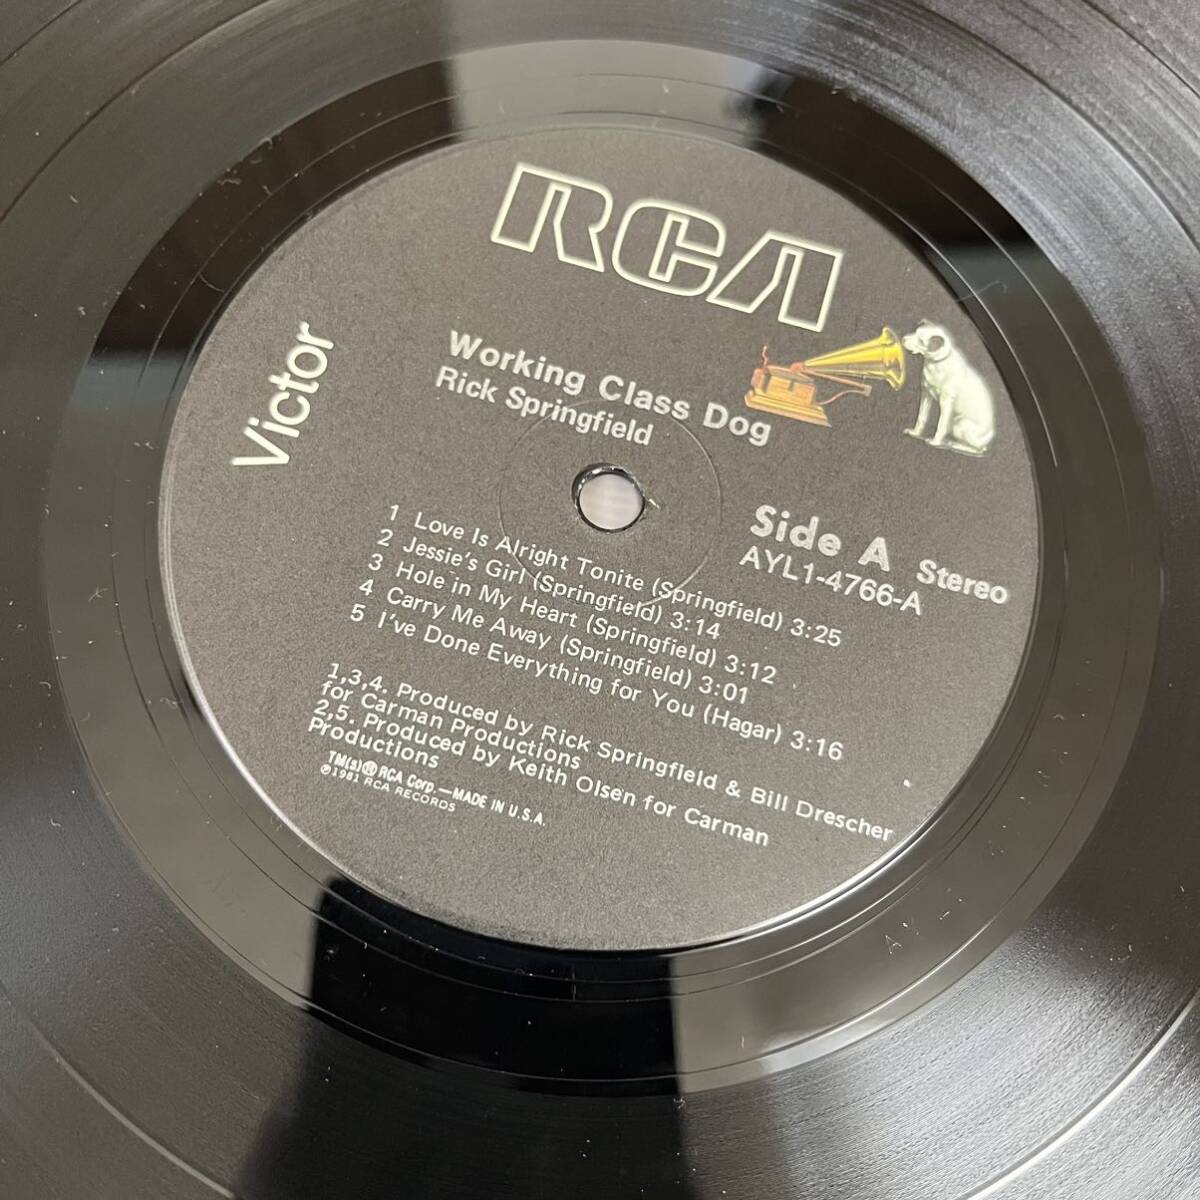 RCA
Victor
Working Class Dog
Rick Springfield
Side A Stereo
AYL1-4766-A
1 Love Is Alright Tonite (Springfield) 3:25
2 Jessie's Girl (Springfield) 3:14
3 Hole in My Heart (Springfield) 3:12
4 Carry Me Away (Springfield) 3:01
5 I've Done Everything for You (Hagar) 3:16
1,3,4. Produced by Rick Springfield & Bill Drescher
for Carman Productions
2,5. Produced by Keith Olsen for Carman
Productions
TM(s)® RCA Corp.—MADE IN U.S.A.
℗1981 RCA RECORDS